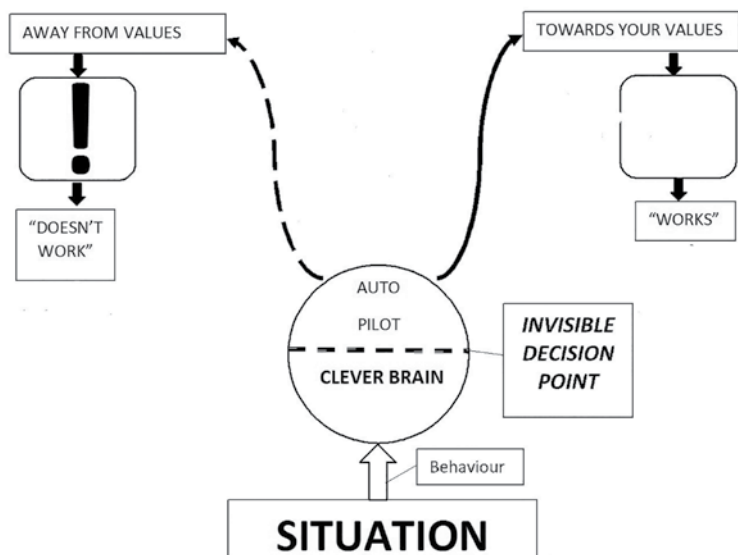 AWAY FROM VALUES
TOWARDS YOUR VALUES
!
"DOESN'T
WORK"
"WORKS"
AUTO
PILOT
CLEVER BRAIN
INVISIBLE
DECISION
POINT
Behaviour
SITUATION